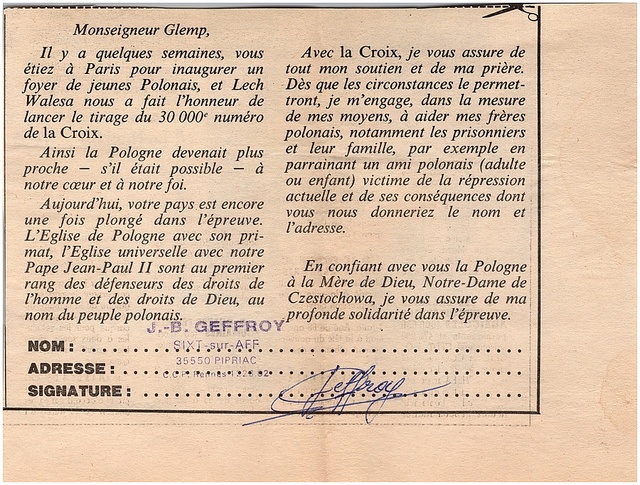 Monseigneur Glemp,
Il y a quelques semaines, vous
étiez à Paris pour inaugurer un
foyer de jeunes Polonais, et Lech
Walesa nous a fait l'honneur de
lancer le tirage du 30 000e numéro
de la Croix.
Ainsi la Pologne devenait plus
proche — s'il était possible — à
notre cœur et à notre foi.
Aujourd'hui, votre pays est encore
une fois plongé dans l'épreuve.
L'Eglise de Pologne avec son pri-
mat, l'Eglise universelle avec notre
Pape Jean-Paul II sont au premier
rang des défenseurs des droits de
l'homme et des droits de Dieu, au
nom du peuple polonais.
Avec la Croix, je vous assure de
tout mon soutien et de ma prière.
Dès que les circonstances le permet-
tront, je m'engage, dans la mesure
de mes moyens, à aider mes frères
polonais, notamment les prisonniers
et leur famille, par exemple en
parrainant un ami polonais (adulte
ou enfant) victime de la répression
actuelle et de ses conséquences dont
vous nous donneriez le nom et
l'adresse.
En confiant avec vous la Pologne
à la Mère de Dieu, Notre-Dame de
Czestochowa, je vous assure de ma
profonde solidarité dans l'épreuve.
J.-B. GEFFROY
NOM :
SIXT-sur-AFF
35550 PIPRIAC
ADRESSE :
C.C.P. Rennes
SIGNATURE :
Geffroy